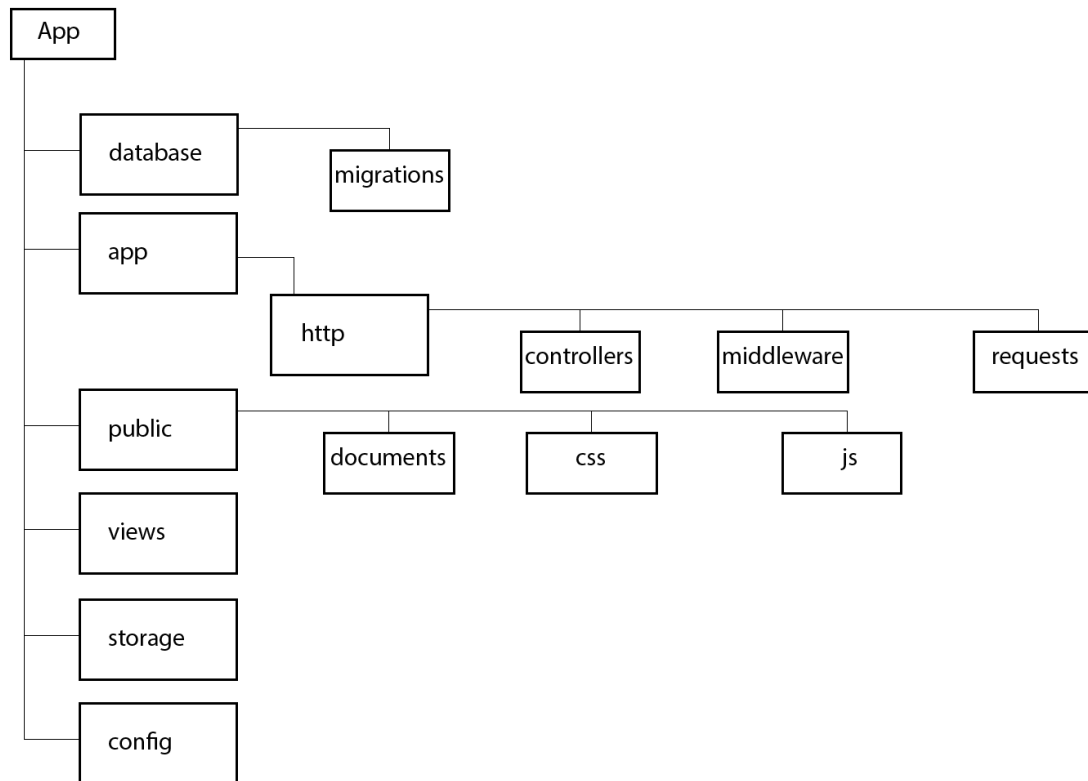 App
database
migrations
app
http
controllers
middleware
requests
public
documents
css
js
views
storage
config